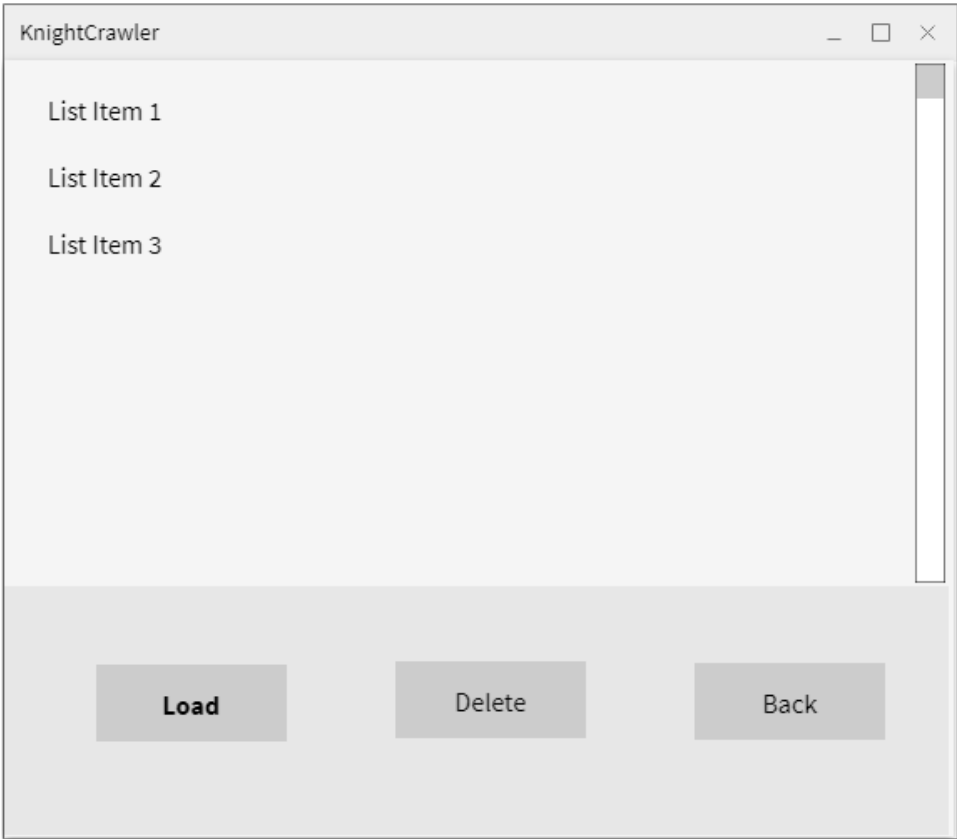 KnightCrawler
List Item 1
List Item 2
List Item 3
Load
Delete
Back